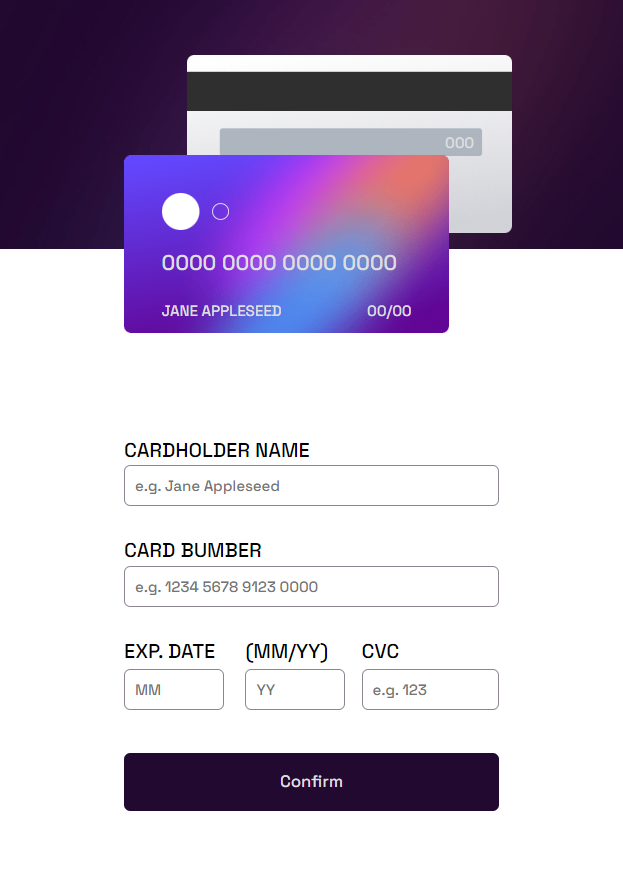 000
0000 0000 0000 0000
JANE APPLESEED 00/00
CARDHOLDER NAME
e.g. Jane Appleseed
CARD BUMBER
e.g. 1234 5678 9123 0000
EXP. DATE (MM/YY) CVC
MM YY e.g. 123
Confirm